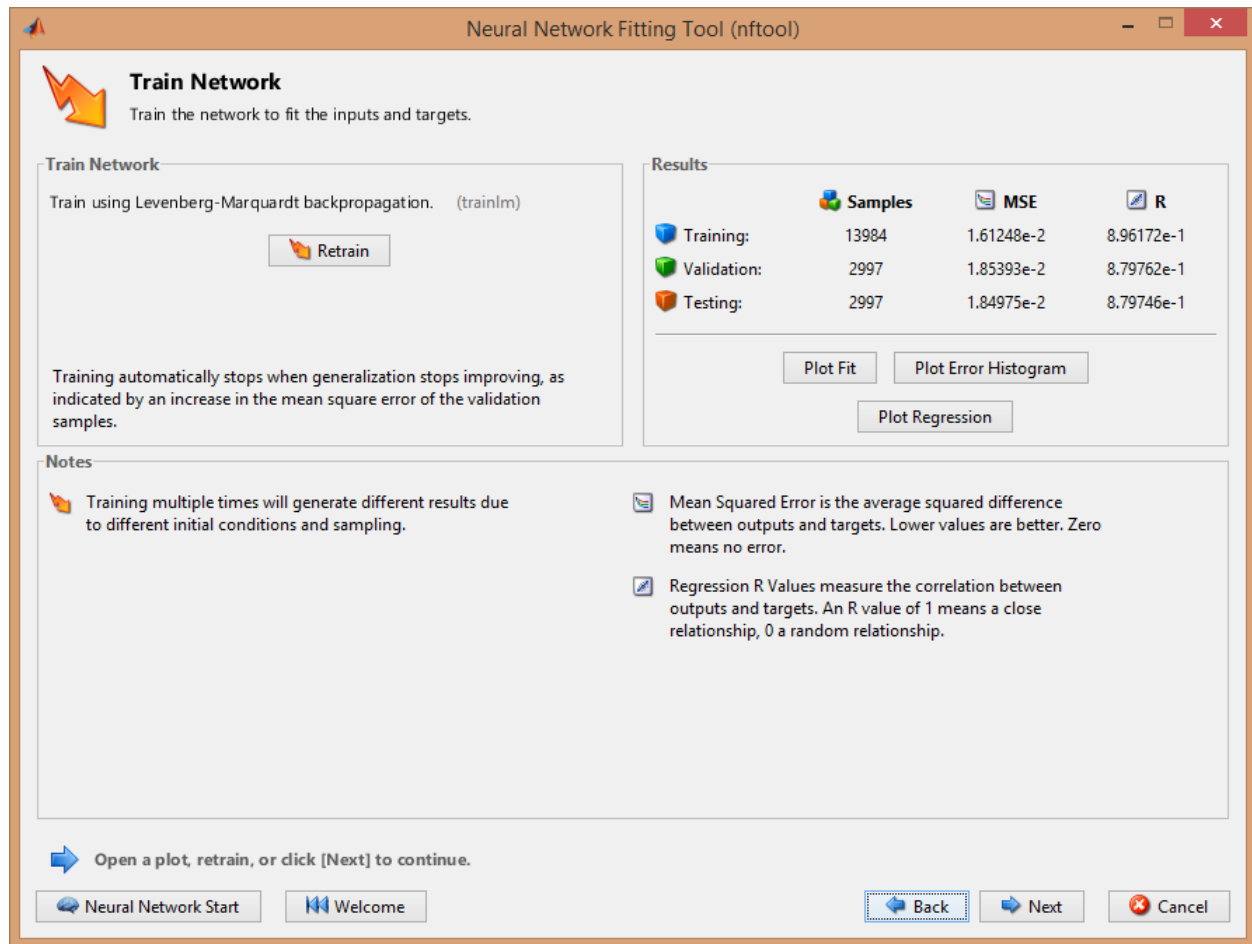 Neural Network Fitting Tool (nftool)
Train Network
Train the network to fit the inputs and targets.
Train Network
Train using Levenberg-Marquardt backpropagation. (trainlm)
Retrain
Training automatically stops when generalization stops improving, as
indicated by an increase in the mean square error of the validation
samples.
Results
Samples MSE R
Training: 13984 1.61248e-2 8.96172e-1
Validation: 2997 1.85393e-2 8.79762e-1
Testing: 2997 1.84975e-2 8.79746e-1
Plot Fit Plot Error Histogram
Plot Regression
Notes
Training multiple times will generate different results due
to different initial conditions and sampling.
Mean Squared Error is the average squared difference
between outputs and targets. Lower values are better. Zero
means no error.
Regression R Values measure the correlation between
outputs and targets. An R value of 1 means a close
relationship, 0 a random relationship.
Open a plot, retrain, or click [Next] to continue.
Neural Network Start Welcome Back Next Cancel